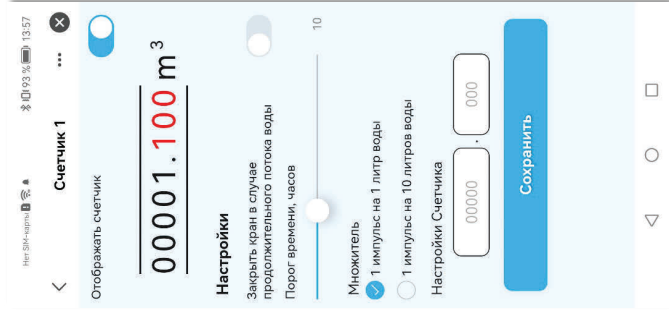 Нет SIM-карты 93 % 13:57
Счетчик 1
Отображать счетчик
00001.100 m³
Настройки
Закрыть кран в случае
продолжительного потока воды
Порог времени, часов
10
Множитель
1 импульс на 1 литр воды
1 импульс на 10 литров воды
Настройки Счетчика
00000 . 000
Сохранить